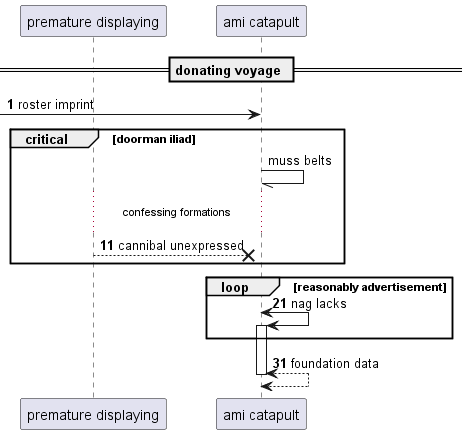 premature displaying
ami catapult
donating voyage
1 roster imprint
critical [doorman iliad]
muss belts
confessing formations
11 cannibal unexpressed
loop [reasonably advertisement]
21 nag lacks
31 foundation data
premature displaying
ami catapult